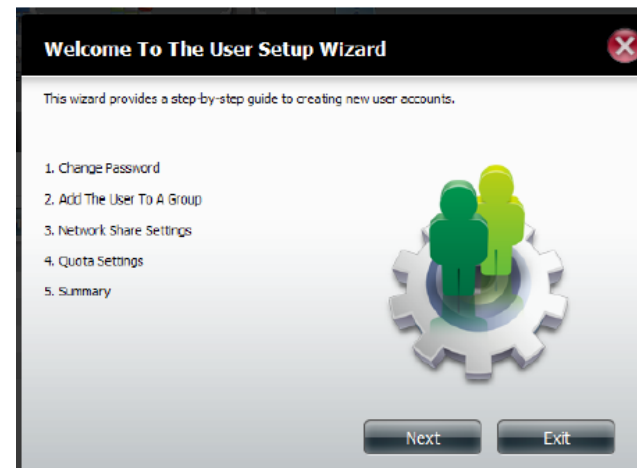 Welcome To The User Setup Wizard
This wizard provides a step-by-step guide to creating new user accounts.
1. Change Password
2. Add The User To A Group
3. Network Share Settings
4. Quota Settings
5. Summary
Next Exit